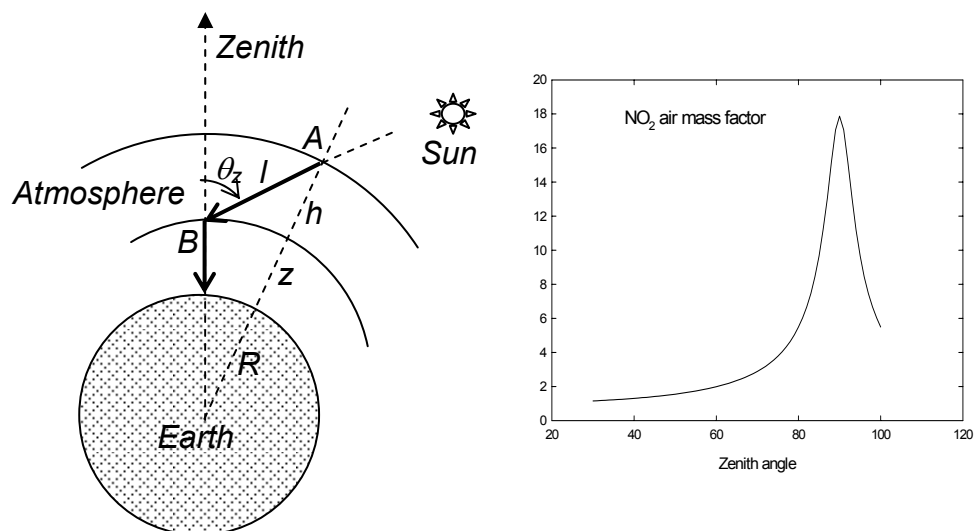 Zenith
A
Sun
θz
l
Atmosphere
h
B
z
R
Earth
NO₂ air mass factor
20
18
16
14
12
10
8
6
4
2
0
20
40
60
80
100
120
Zenith angle